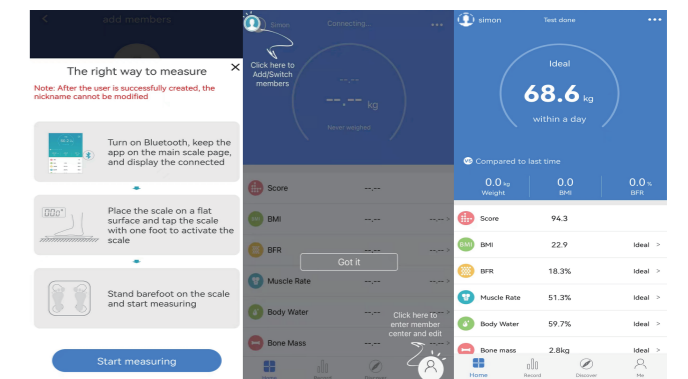 add members
The right way to measure
Note: After the user is successfully created, the
nickname cannot be modified
Turn on Bluetooth, keep the
app on the main scale page,
and display the connected
Place the scale on a flat
surface and tap the scale
with one foot to activate the
scale
Stand barefoot on the scale
and start measuring
Start measuring
Simon
Connecting...
Click here to
Add/Switch
members
--.--
--.-- kg
Never weighed
Score --.--
BMI --.-- --.-- >
BFR --.-- --.-- >
Got it
Muscle Rate --.-- --.-- >
Body Water --.-- --.-- >
Click here to
enter member
center and edit
Bone Mass --.--
Home Record Discover
simon
Test done
Ideal
68.6 kg
within a day
VS Compared to last time
0.0 kg 0.0 0.0 %
Weight BMI BFR
Score 94.3
BMI BMI 22.9 Ideal >
BFR 18.3% Ideal >
Muscle Rate 51.3% Ideal >
Body Water 59.7% Ideal >
Bone mass 2.8kg Ideal >
Home Record Discover Me